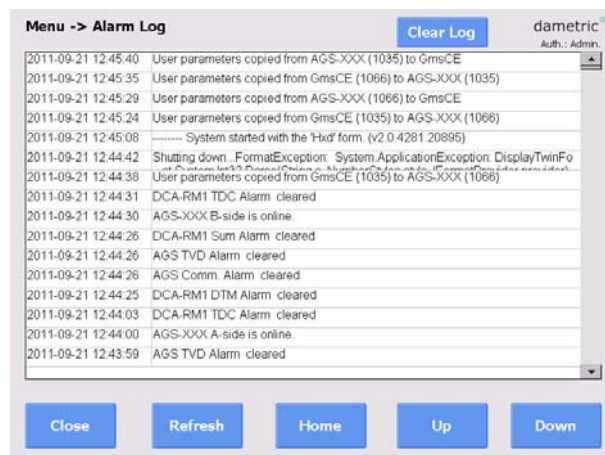 Menu -> Alarm Log
Clear Log
dametric
Auth.: Admin.
2011-09-21 12:45:40 User parameters copied from AGS-XXX (1035) to GmsCE
2011-09-21 12:45:35 User parameters copied from GmsCE (1066) to AGS-XXX (1035)
2011-09-21 12:45:29 User parameters copied from AGS-XXX (1066) to GmsCE
2011-09-21 12:45:24 User parameters copied from GmsCE (1035) to AGS-XXX (1066)
2011-09-21 12:45:08 -------- System started with the 'Hxd' form. (v2.0.4281.20895)
2011-09-21 12:44:42 Shutting down...FormatException: System.ApplicationException: DisplayTwinFo
at System.Int32.Parse(String s, NumberStyles style, IFormatProvider provider)
2011-09-21 12:44:38 User parameters copied from GmsCE (1035) to AGS-XXX (1066)
2011-09-21 12:44:31 DCA-RM1 TDC Alarm cleared
2011-09-21 12:44:30 AGS-XXX B-side is online.
2011-09-21 12:44:26 DCA-RM1 Sum Alarm cleared
2011-09-21 12:44:26 AGS TVD Alarm cleared
2011-09-21 12:44:26 AGS Comm. Alarm cleared
2011-09-21 12:44:25 DCA-RM1 DTM Alarm cleared
2011-09-21 12:44:03 DCA-RM1 TDC Alarm cleared
2011-09-21 12:44:00 AGS-XXX A-side is online.
2011-09-21 12:43:59 AGS TVD Alarm cleared
Close
Refresh
Home
Up
Down